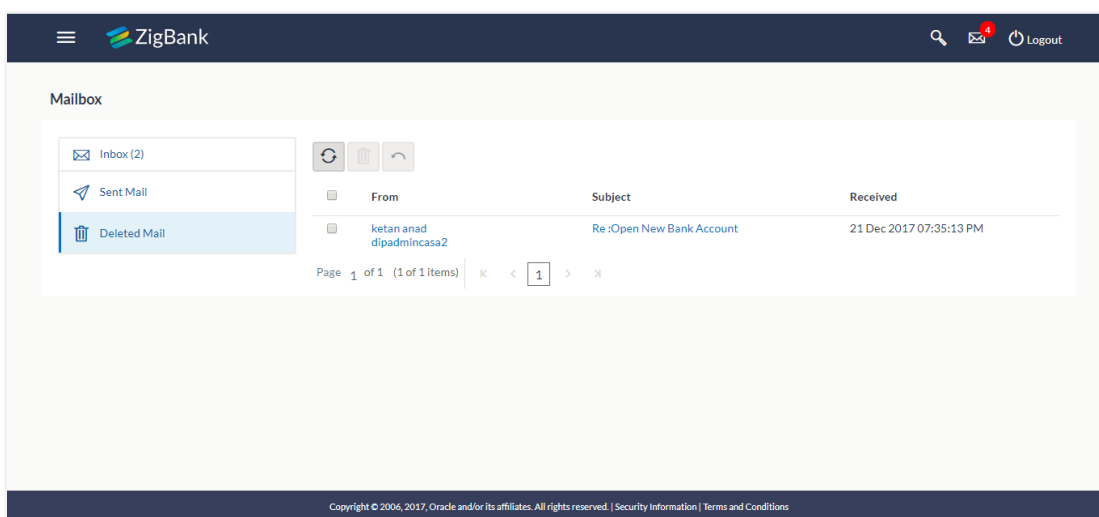 ZigBank
4
Logout
Mailbox
Inbox (2)
Sent Mail
Deleted Mail
From Subject Received
ketan anad Re :Open New Bank Account 21 Dec 2017 07:35:13 PM
dipadmincasa2
Page 1 of 1 (1 of 1 items) 1
Copyright © 2006, 2017, Oracle and/or its affiliates. All rights reserved. | Security Information | Terms and Conditions